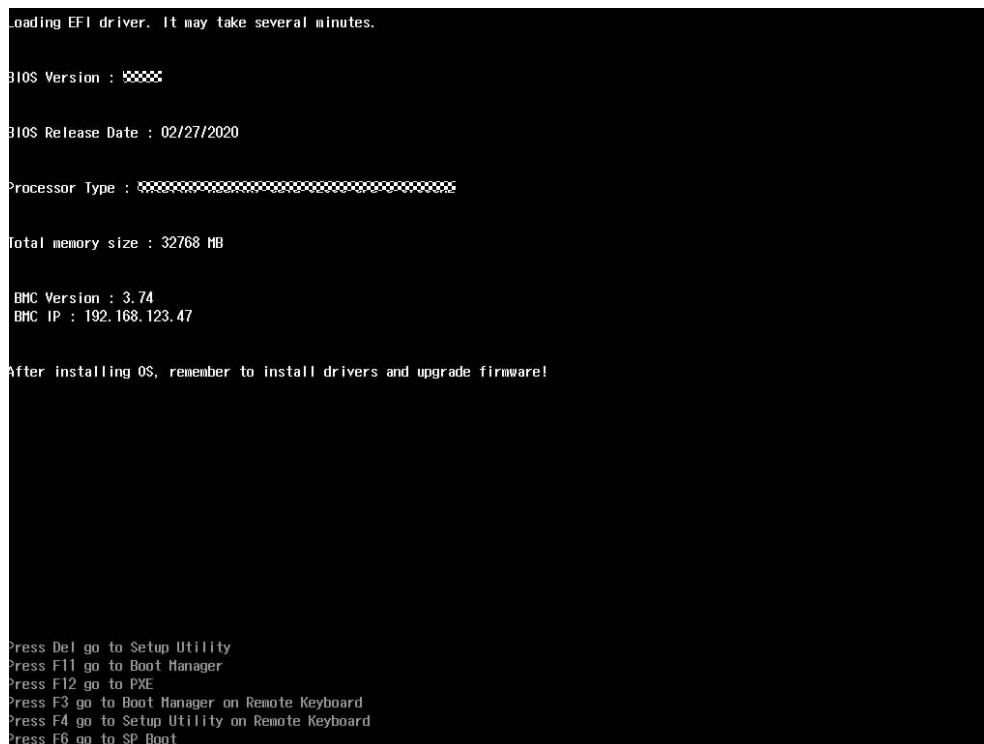 Loading EFI driver. It may take several minutes.
BIOS Version :
BIOS Release Date : 02/27/2020
Processor Type :
Total memory size : 32768 MB
BMC Version : 3.74
BMC IP : 192.168.123.47
After installing OS, remember to install drivers and upgrade firmware!
Press Del go to Setup Utility
Press F11 go to Boot Manager
Press F12 go to PXE
Press F3 go to Boot Manager on Remote Keyboard
Press F4 go to Setup Utility on Remote Keyboard
Press F6 go to SP Boot